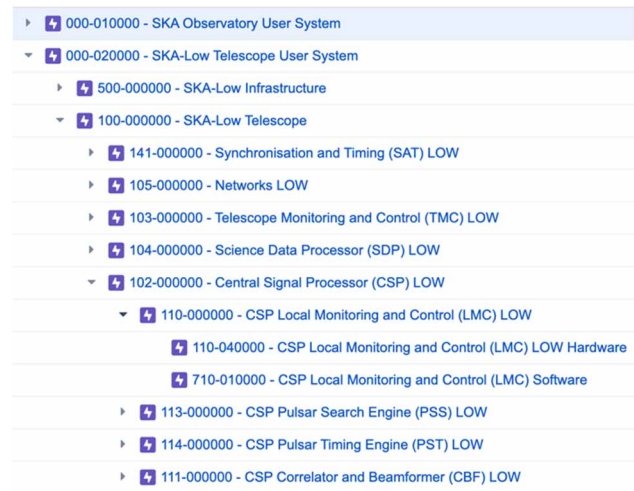 000-010000 - SKA Observatory User System
000-020000 - SKA-Low Telescope User System
500-000000 - SKA-Low Infrastructure
100-000000 - SKA-Low Telescope
141-000000 - Synchronisation and Timing (SAT) LOW
105-000000 - Networks LOW
103-000000 - Telescope Monitoring and Control (TMC) LOW
104-000000 - Science Data Processor (SDP) LOW
102-000000 - Central Signal Processor (CSP) LOW
110-000000 - CSP Local Monitoring and Control (LMC) LOW
110-040000 - CSP Local Monitoring and Control (LMC) LOW Hardware
710-010000 - CSP Local Monitoring and Control (LMC) Software
113-000000 - CSP Pulsar Search Engine (PSS) LOW
114-000000 - CSP Pulsar Timing Engine (PST) LOW
111-000000 - CSP Correlator and Beamformer (CBF) LOW